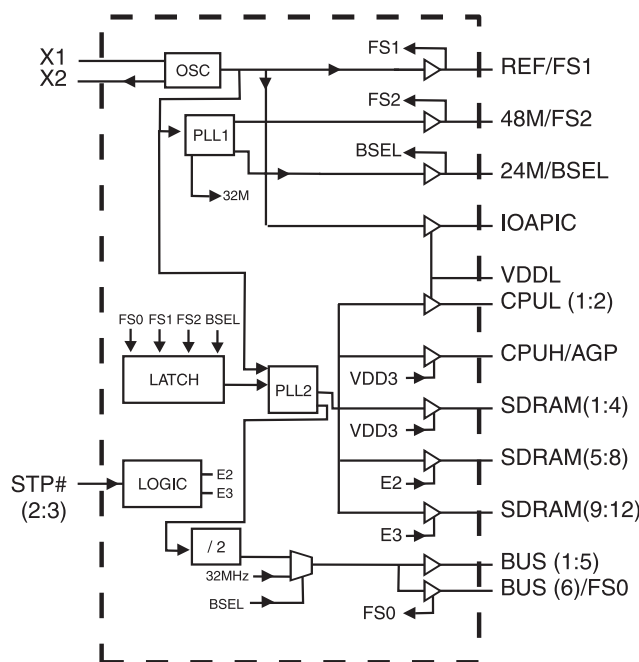 X1
X2
OSC
FS1
REF/FS1
FS2
48M/FS2
PLL1
BSEL
24M/BSEL
32M
IOAPIC
VDDL
CPUL (1:2)
FS0 FS1 FS2 BSEL
LATCH
PLL2
CPUH/AGP
VDD3
SDRAM(1:4)
VDD3
SDRAM(5:8)
E2
STP#
(2:3)
LOGIC
E2
E3
SDRAM(9:12)
E3
/ 2
32MHz
BSEL
BUS (1:5)
BUS (6)/FS0
FS0